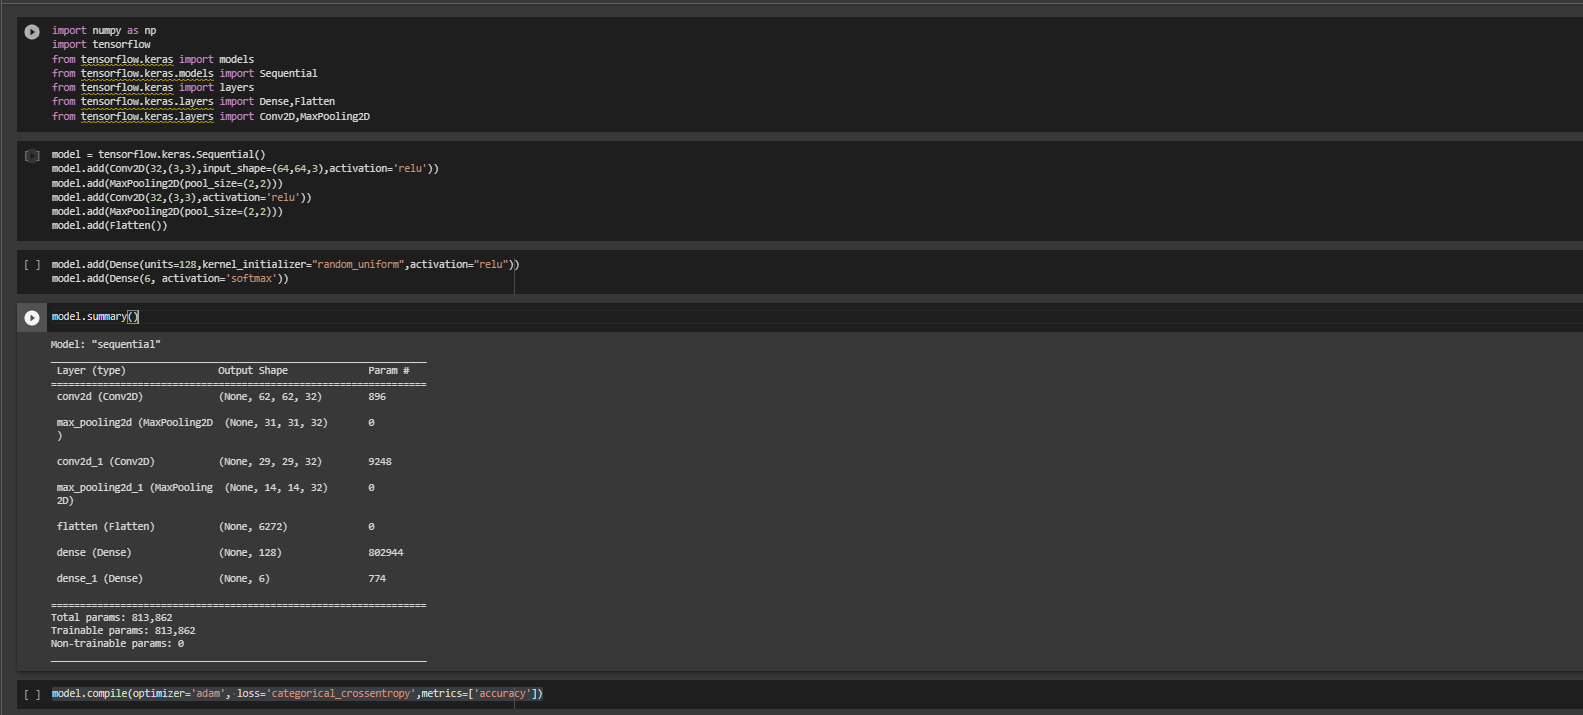 import numpy as np
import tensorflow
from tensorflow.keras import models
from tensorflow.keras.models import Sequential
from tensorflow.keras import layers
from tensorflow.keras.layers import Dense,Flatten
from tensorflow.keras.layers import Conv2D,MaxPooling2D
[ ] model = tensorflow.keras.Sequential()
model.add(Conv2D(32,(3,3),input_shape=(64,64,3),activation='relu'))
model.add(MaxPooling2D(pool_size=(2,2)))
model.add(Conv2D(32,(3,3),activation='relu'))
model.add(MaxPooling2D(pool_size=(2,2)))
model.add(Flatten())
[ ] model.add(Dense(units=128,kernel_initializer="random_uniform",activation="relu"))
model.add(Dense(6, activation='softmax'))
model.summary()
Model: "sequential"
_________________________________________________________________
Layer (type) Output Shape Param #
=================================================================
conv2d (Conv2D) (None, 62, 62, 32) 896
max_pooling2d (MaxPooling2D (None, 31, 31, 32) 0
)
conv2d_1 (Conv2D) (None, 29, 29, 32) 9248
max_pooling2d_1 (MaxPooling (None, 14, 14, 32) 0
2D)
flatten (Flatten) (None, 6272) 0
dense (Dense) (None, 128) 802944
dense_1 (Dense) (None, 6) 774
=================================================================
Total params: 813,862
Trainable params: 813,862
Non-trainable params: 0
_________________________________________________________________
[ ] model.compile(optimizer='adam', loss='categorical_crossentropy',metrics=['accuracy'])